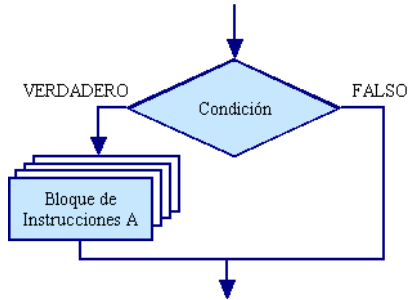 VERDADERO
FALSO
Condición
Bloque de
Instrucciones A